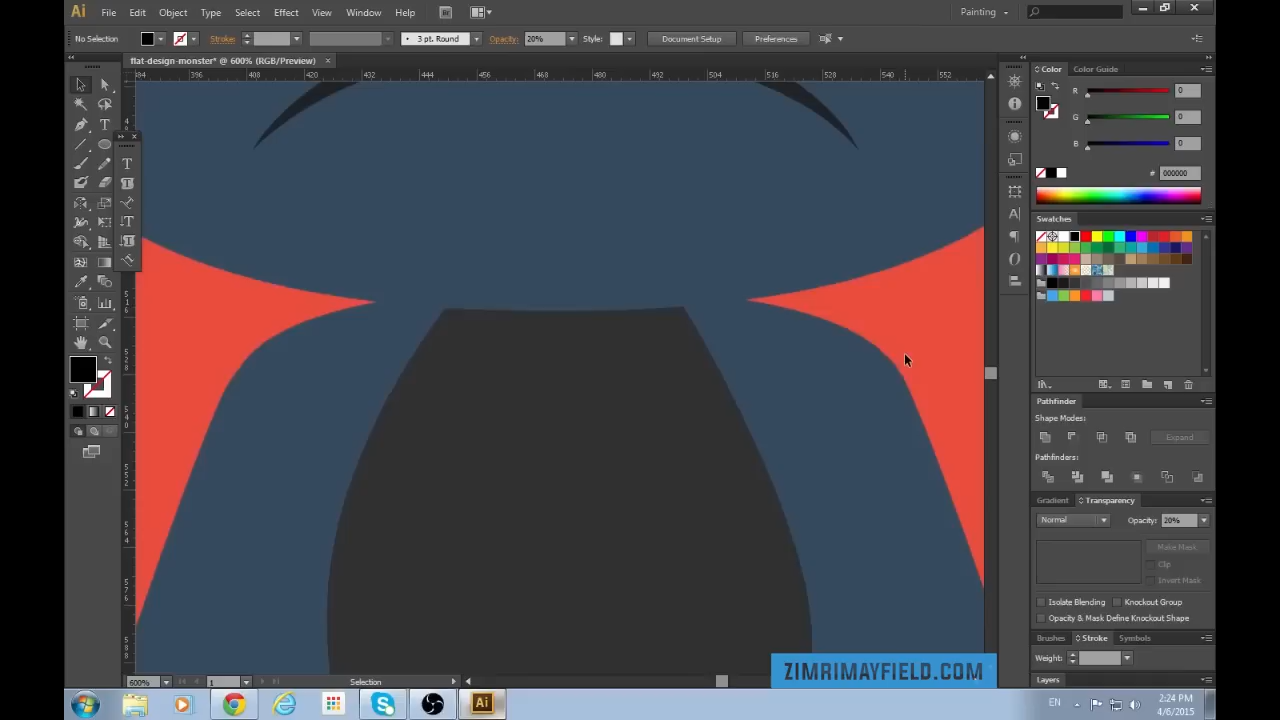 Ai File Edit Object Type Select Effect View Window Help Br Painting
No Selection Stroke: 3 pt. Round Opacity: 20% Style: Document Setup Preferences
flat-design-monster* @ 600% (RGB/Preview) ×
396 408 420 432 444 456 468 480 492 504 516 528 540 552
Color Color Guide
R 0
G 0
B 0
# 000000
Swatches
Pathfinder
Shape Modes:
Expand
Pathfinders:
Gradient Transparency
Normal Opacity: 20%
Make Mask
Clip
Invert Mask
Isolate Blending Knockout Group
Opacity & Mask Define Knockout Shape
Brushes Stroke Symbols
Weight:
Layers
ZIMRIMAYFIELD.COM
600% 1 Selection
EN 2:24 PM
4/6/2015